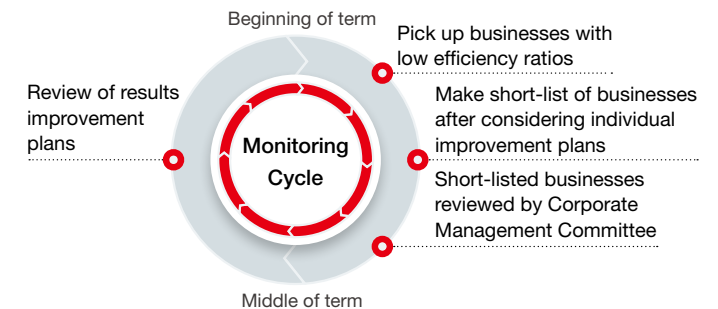 Beginning of term
Pick up businesses with
low efficiency ratios
Make short-list of businesses
after considering individual
improvement plans
Short-listed businesses
reviewed by Corporate
Management Committee
Middle of term
Review of results
improvement
plans
Monitoring
Cycle